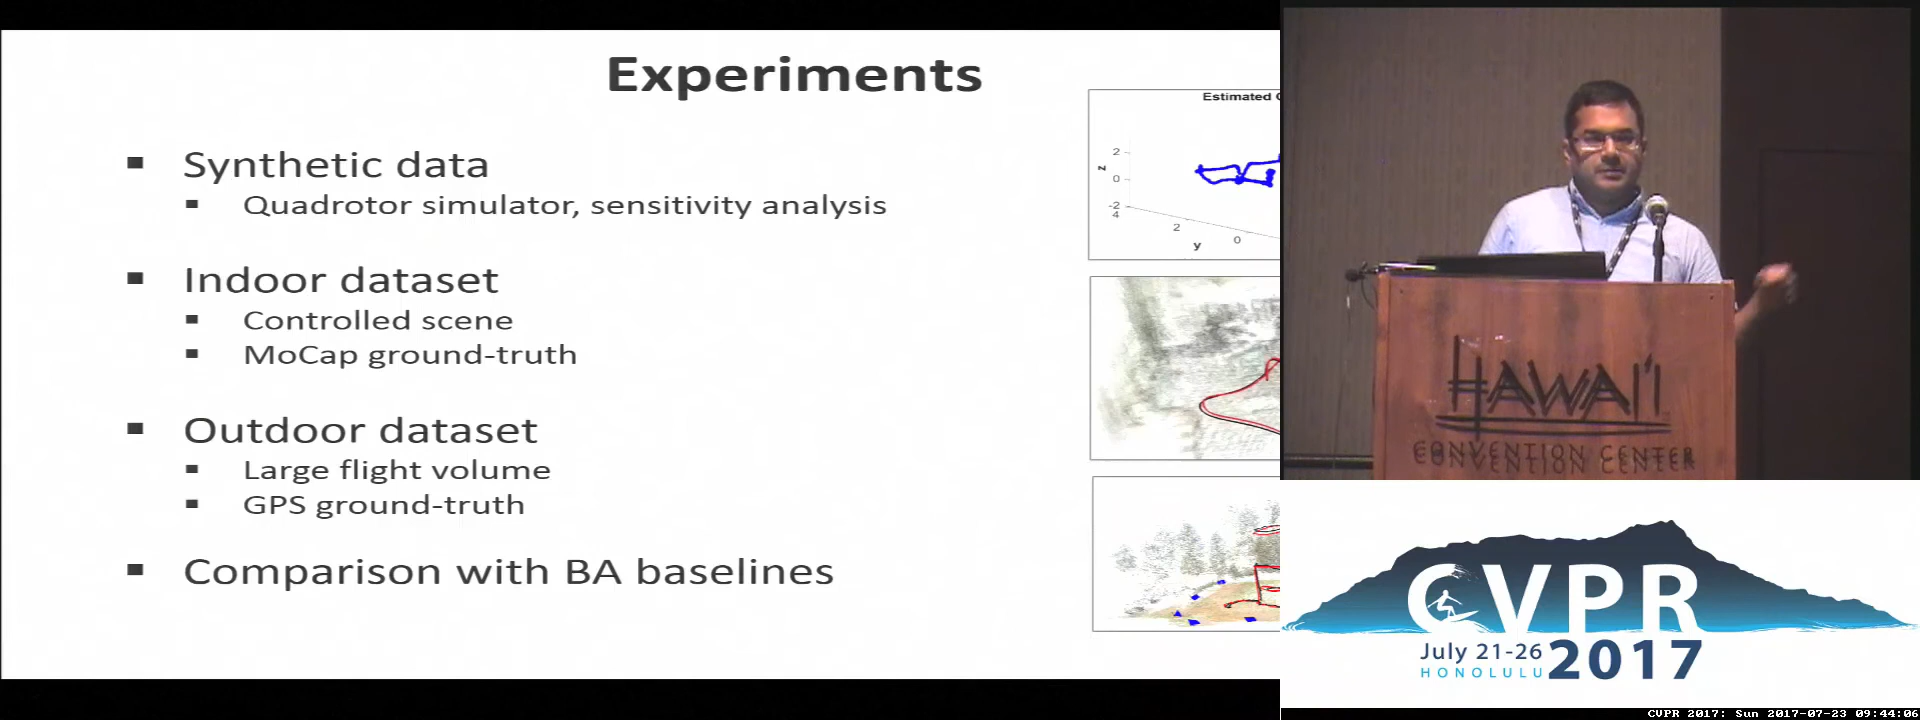 Experiments
▪ Synthetic data
▪ Quadrotor simulator, sensitivity analysis
▪ Indoor dataset
▪ Controlled scene
▪ MoCap ground-truth
▪ Outdoor dataset
▪ Large flight volume
▪ GPS ground-truth
▪ Comparison with BA baselines
Estimated
z
2
0
-2
4
2
0
y
HAWAI'I
CONVENTION CENTER
CVPR
July 21-26
HONOLULU
2017
CVPR 2017: Sun 2017-07-23 09:44:06